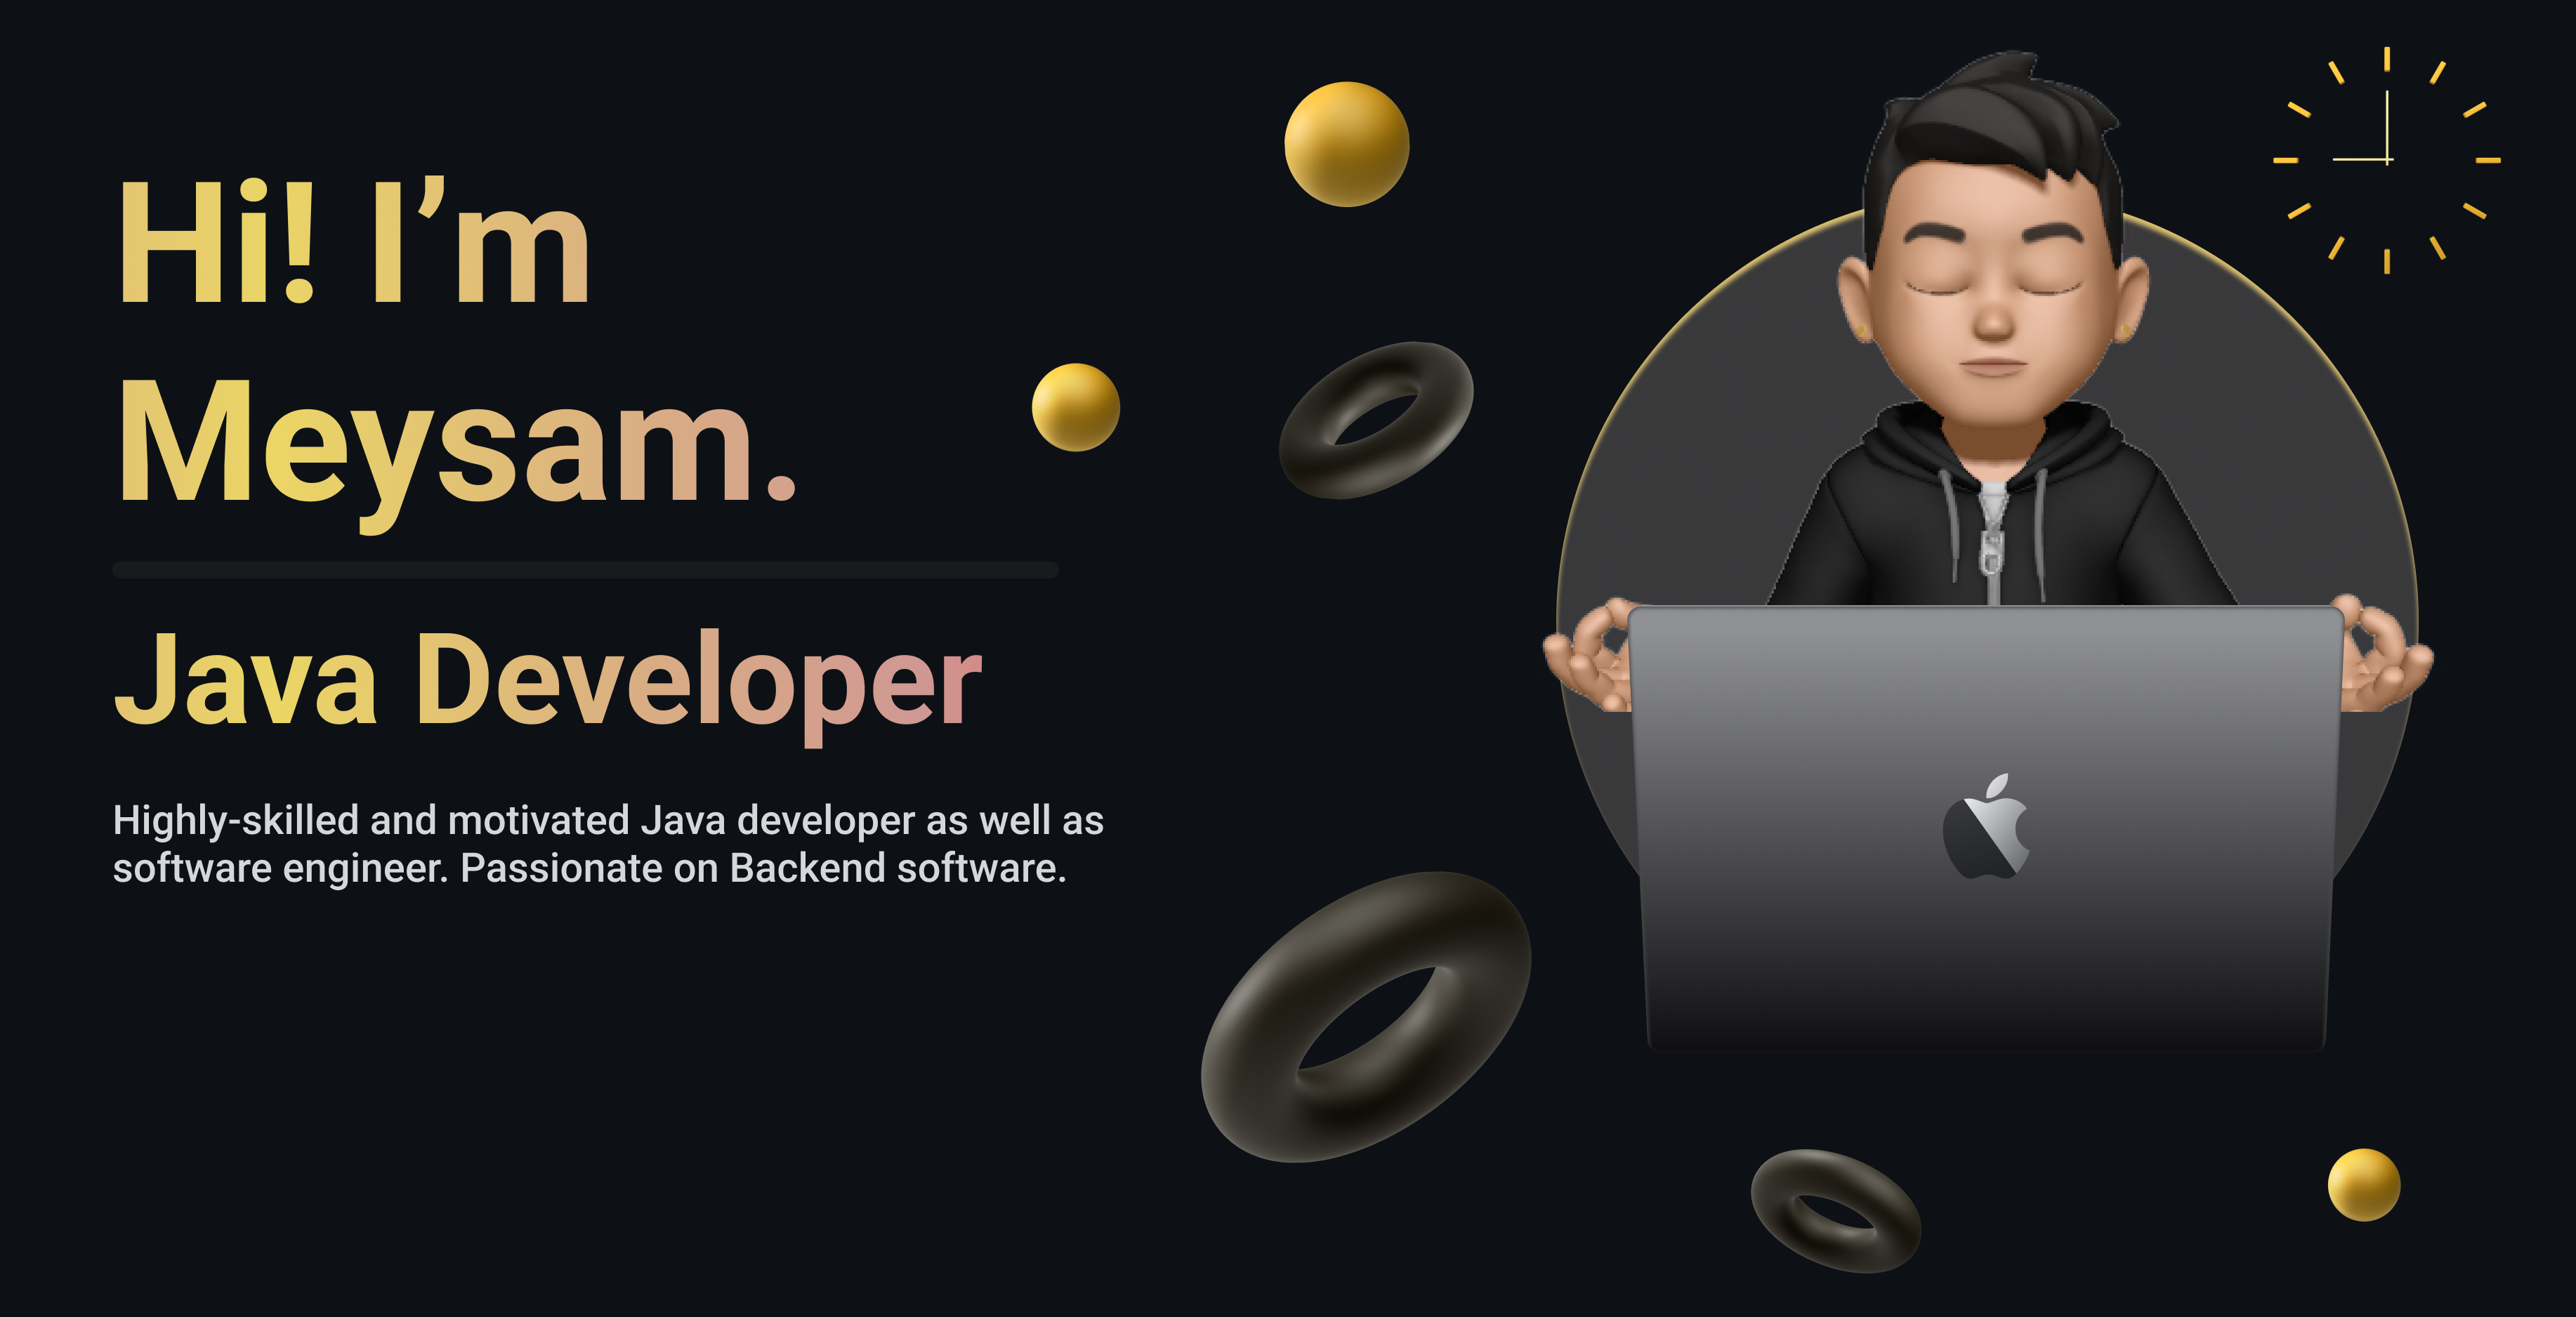 Hi! I’m
Meysam.
Java Developer
Highly-skilled and motivated Java developer as well as
software engineer. Passionate on Backend software.